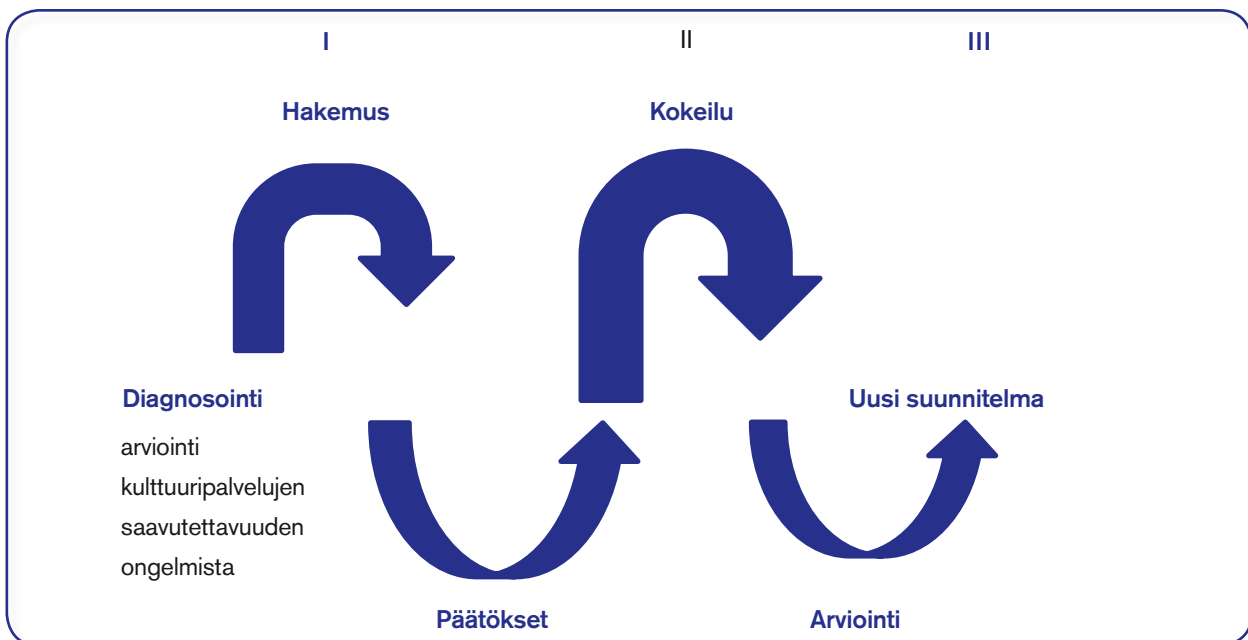 I
II
III
Hakemus
Kokeilu
Diagnosointi
arviointi
kulttuuripalvelujen
saavutettavuuden
ongelmista
Uusi suunnitelma
Päätökset
Arviointi